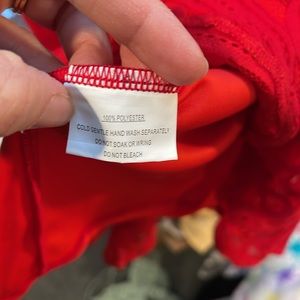 100% POLYESTER
COLD GENTLE HAND WASH SEPARATELY
DO NOT SOAK OR WRING
DO NOT BLEACH